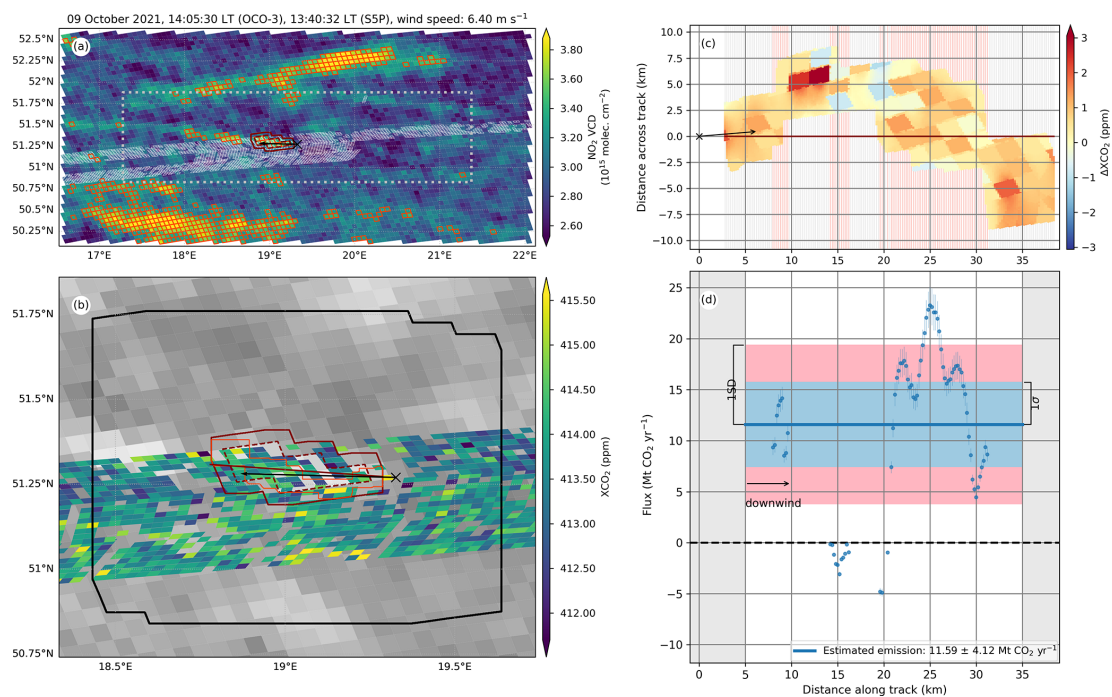 09 October 2021, 14:05:30 LT (OCO-3), 13:40:32 LT (S5P), wind speed: 6.40 m s⁻¹
(a)
52.5°N
52.25°N
52°N
51.75°N
51.5°N
51.25°N
51°N
50.75°N
50.5°N
50.25°N
17°E
18°E
19°E
20°E
21°E
22°E
3.80
3.60
3.40
3.20
3.00
2.80
2.60
NO₂ VCD
(10¹⁵ molec. cm⁻²)
(c)
10.0
7.5
5.0
2.5
0.0
−2.5
−5.0
−7.5
−10.0
Distance across track (km)
0
5
10
15
20
25
30
35
3
2
1
0
−1
−2
−3
ΔXCO₂ (ppm)
(b)
51.75°N
51.5°N
51.25°N
51°N
50.75°N
18.5°E
19°E
19.5°E
415.50
415.00
414.50
414.00
413.50
413.00
412.50
412.00
XCO₂ (ppm)
(d)
25
20
15
10
5
0
−5
−10
Flux (Mt CO₂ yr⁻¹)
1SD
1σ
downwind
Estimated emission: 11.59 ± 4.12 Mt CO₂ yr⁻¹
0
5
10
15
20
25
30
35
Distance along track (km)